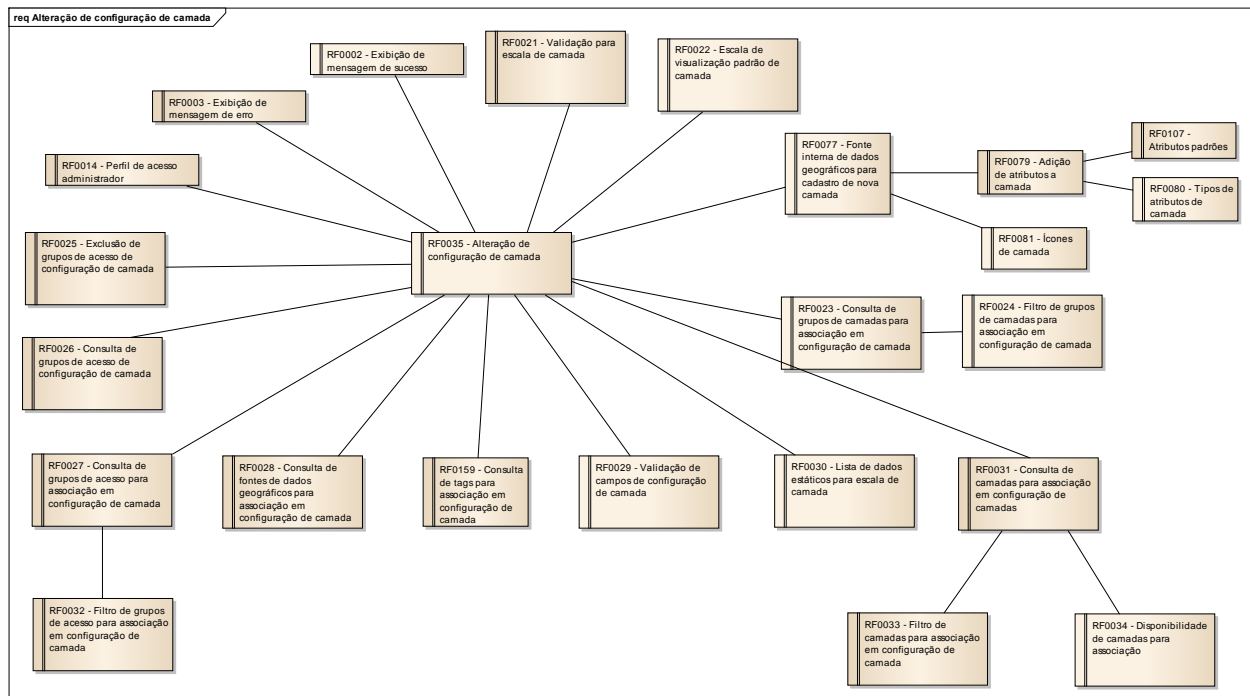 req Alteração de configuração de camada
RF0002 - Exibição de
mensagem de sucesso
RF0021 - Validação para
escala de camada
RF0022 - Escala de
visualização padrão de
camada
RF0003 - Exibição de
mensagem de erro
RF0014 - Perfil de acesso
administrador
RF0077 - Fonte
interna de dados
geográficos para
cadastro de nova
camada
RF0079 - Adição
de atributos a
camada
RF0107 -
Atributos padrões
RF0080 - Tipos de
atributos de
camada
RF0081 - Ícones
de camada
RF0025 - Exclusão de
grupos de acesso de
configuração de camada
RF0035 - Alteração de
configuração de camada
RF0023 - Consulta de
grupos de camadas para
associação em
configuração de camada
RF0024 - Filtro de grupos
de camadas para
associação em
configuração de camada
RF0026 - Consulta de
grupos de acesso de
configuração de camada
RF0027 - Consulta de
grupos de acesso para
associação em
configuração de camada
RF0028 - Consulta de
fontes de dados
geográficos para
associação em
configuração de camada
RF0159 - Consulta
de tags para
associação em
configuração de
camada
RF0029 - Validação de
campos de configuração
de camada
RF0030 - Lista de dados
estáticos para escala de
camada
RF0031 - Consulta de
camadas para associação
em configuração de
camadas
RF0032 - Filtro de grupos
de acesso para associação
em configuração de
camada
RF0033 - Filtro de
camadas para associação
em configuração de
camada
RF0034 - Disponibilidade
de camadas para
associação